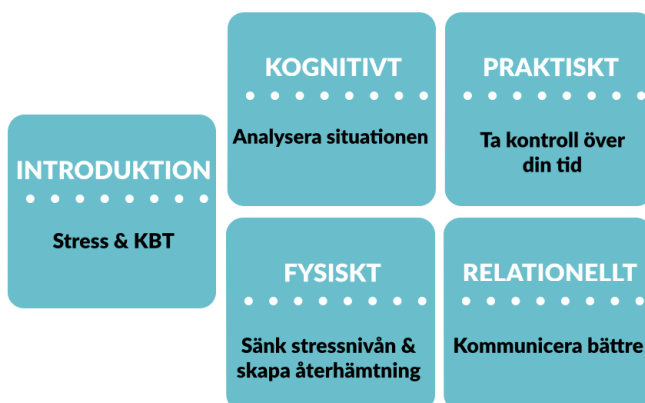 INTRODUKTION
Stress & KBT
KOGNITIVT
Analysera situationen
PRAKTISKT
Ta kontroll över
din tid
FYSISKT
Sänk stressnivån &
skapa återhämtning
RELATIONELLT
Kommunicera bättre